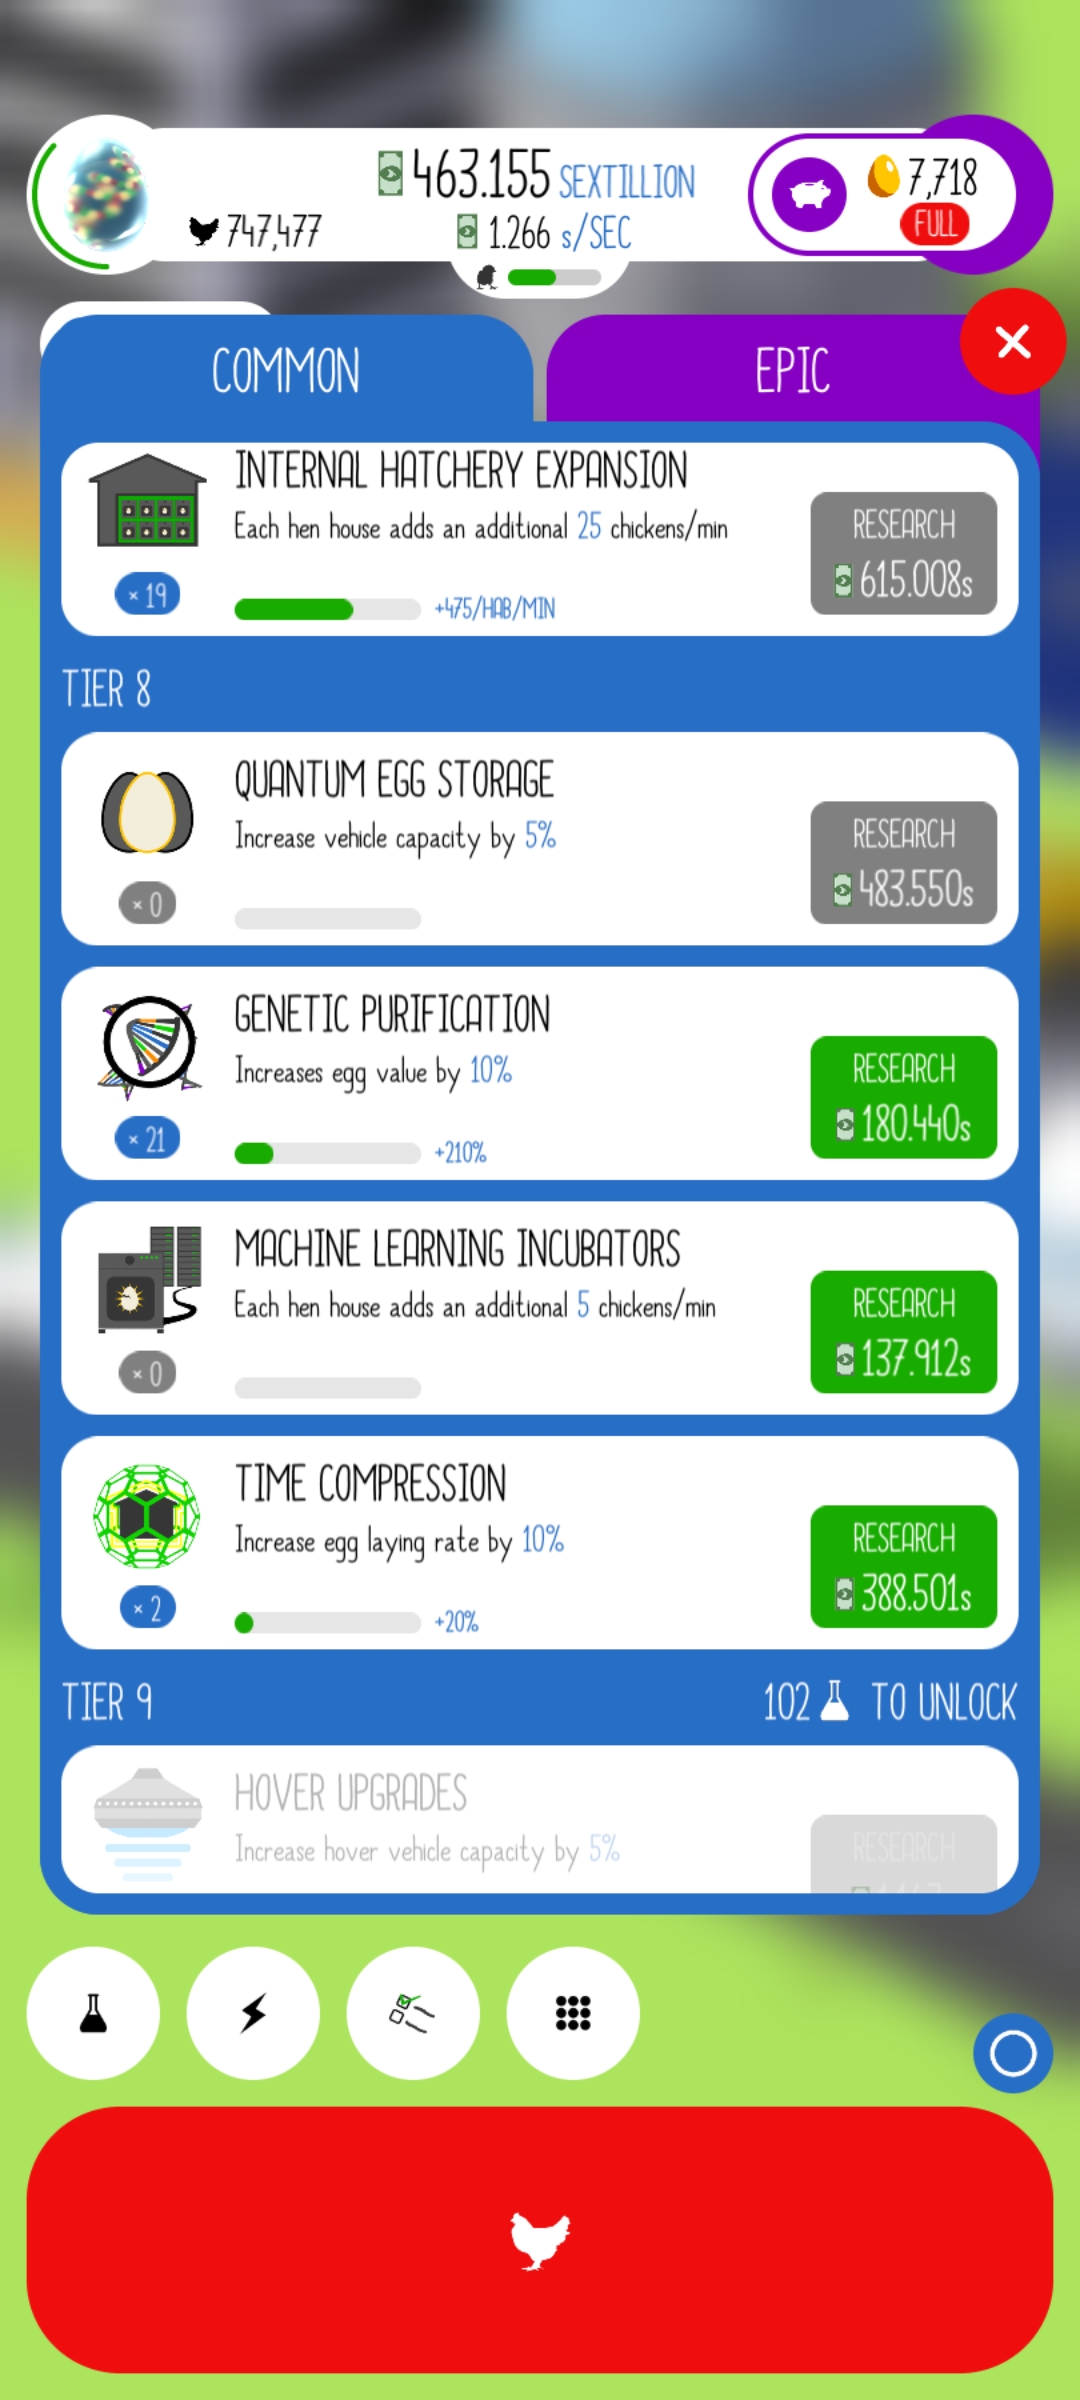 463.155 SEXTILLION
7,718
747,477
1.266 s/SEC
FULL
COMMON
EPIC
INTERNAL HATCHERY EXPANSION
Each hen house adds an additional 25 chickens/min
RESEARCH
615.008s
× 19
+475/HAB/MIN
TIER 8
QUANTUM EGG STORAGE
Increase vehicle capacity by 5%
RESEARCH
483.550s
× 0
GENETIC PURIFICATION
Increases egg value by 10%
RESEARCH
180.440s
× 21
+210%
MACHINE LEARNING INCUBATORS
Each hen house adds an additional 5 chickens/min
RESEARCH
137.912s
× 0
TIME COMPRESSION
Increase egg laying rate by 10%
RESEARCH
388.501s
× 2
+20%
TIER 9
102 TO UNLOCK
HOVER UPGRADES
Increase hover vehicle capacity by 5%
RESEARCH